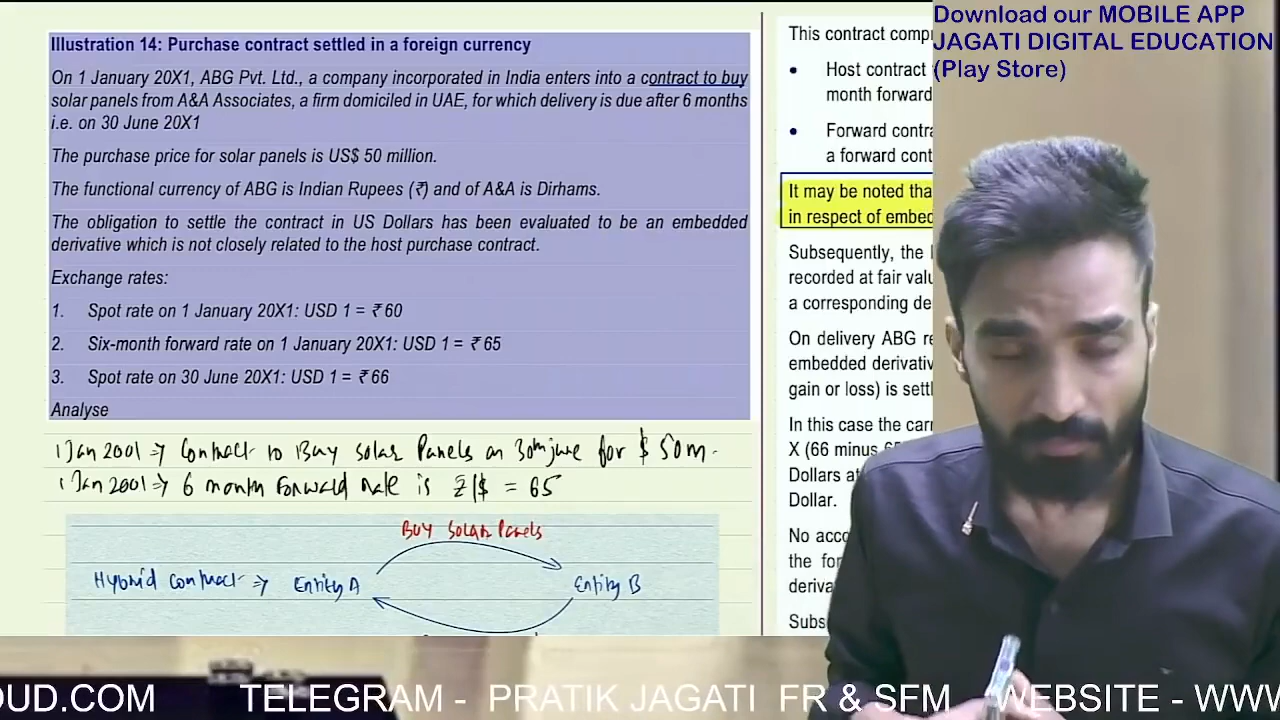 Illustration 14: Purchase contract settled in a foreign currency
On 1 January 20X1, ABG Pvt. Ltd., a company incorporated in India enters into a contract to buy
solar panels from A&A Associates, a firm domiciled in UAE, for which delivery is due after 6 months
i.e. on 30 June 20X1
The purchase price for solar panels is US$ 50 million.
The functional currency of ABG is Indian Rupees (₹) and of A&A is Dirhams.
The obligation to settle the contract in US Dollars has been evaluated to be an embedded
derivative which is not closely related to the host purchase contract.
Exchange rates:
1. Spot rate on 1 January 20X1: USD 1 = ₹ 60
2. Six-month forward rate on 1 January 20X1: USD 1 = ₹ 65
3. Spot rate on 30 June 20X1: USD 1 = ₹ 66
Analyse
1 Jan 2001 => Contract to Buy Solar Panels on 30th june for $ 50m.
1 Jan 2001 => 6 month Forward rate is ₹/$ = 65
BUY Solar Panels
Hybrid contract => Entity A Entity B
This contract comp
• Host contract
month forward
• Forward contra
a forward cont
It may be noted tha
in respect of embed
Subsequently, the
recorded at fair valu
a corresponding de
On delivery ABG re
embedded derivativ
gain or loss) is settl
In this case the carr
X (66 minus 65
Dollars at
Dollar.
No acco
the for
deriva
Subs
Download our MOBILE APP
JAGATI DIGITAL EDUCATION
(Play Store)
OUD.COM TELEGRAM - PRATIK JAGATI FR & SFM WEBSITE - WWW